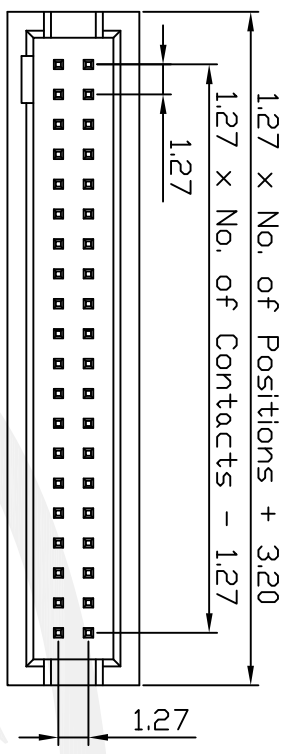 1.27 x No. of Positions + 3.20
1.27 x No. of Contacts - 1.27
1.27
1.27